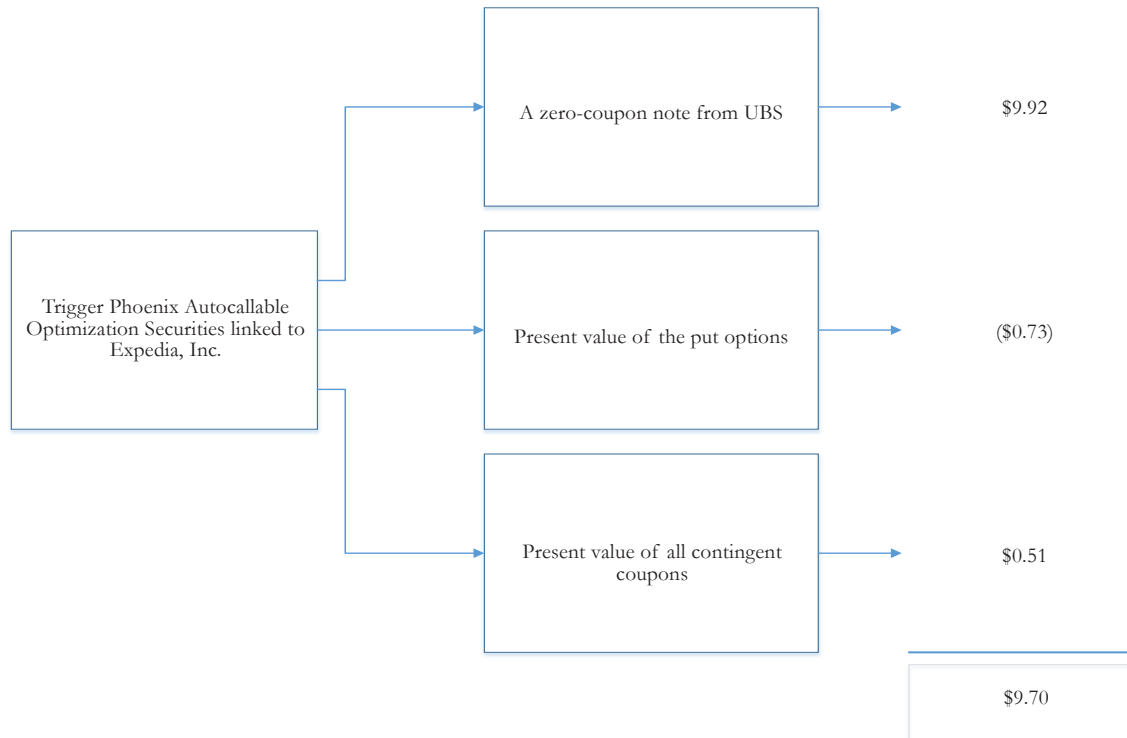 A zero-coupon note from UBS
$9.92
Trigger Phoenix Autocallable
Optimization Securities linked to
Expedia, Inc.
Present value of the put options
($0.73)
Present value of all contingent
coupons
$0.51
$9.70